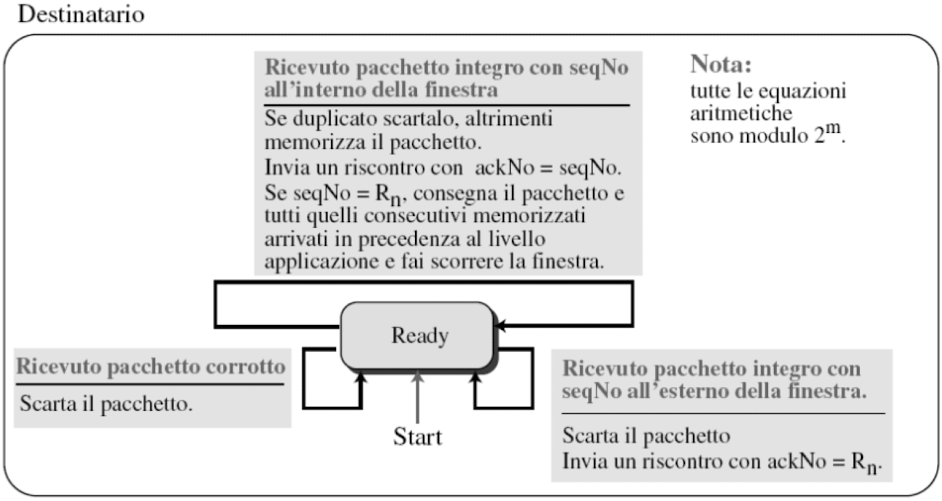 Destinatario
Ricevuto pacchetto integro con seqNo
all'interno della finestra
Se duplicato scartalo, altrimenti
memorizza il pacchetto.
Invia un riscontro con ackNo = seqNo.
Se seqNo = Rn, consegna il pacchetto e
tutti quelli consecutivi memorizzati
arrivati in precedenza al livello
applicazione e fai scorrere la finestra.
Nota:
tutte le equazioni
aritmetiche
sono modulo 2^m.
Ready
Ricevuto pacchetto corrotto
Scarta il pacchetto.
Start
Ricevuto pacchetto integro con
seqNo all'esterno della finestra.
Scarta il pacchetto
Invia un riscontro con ackNo = Rn.